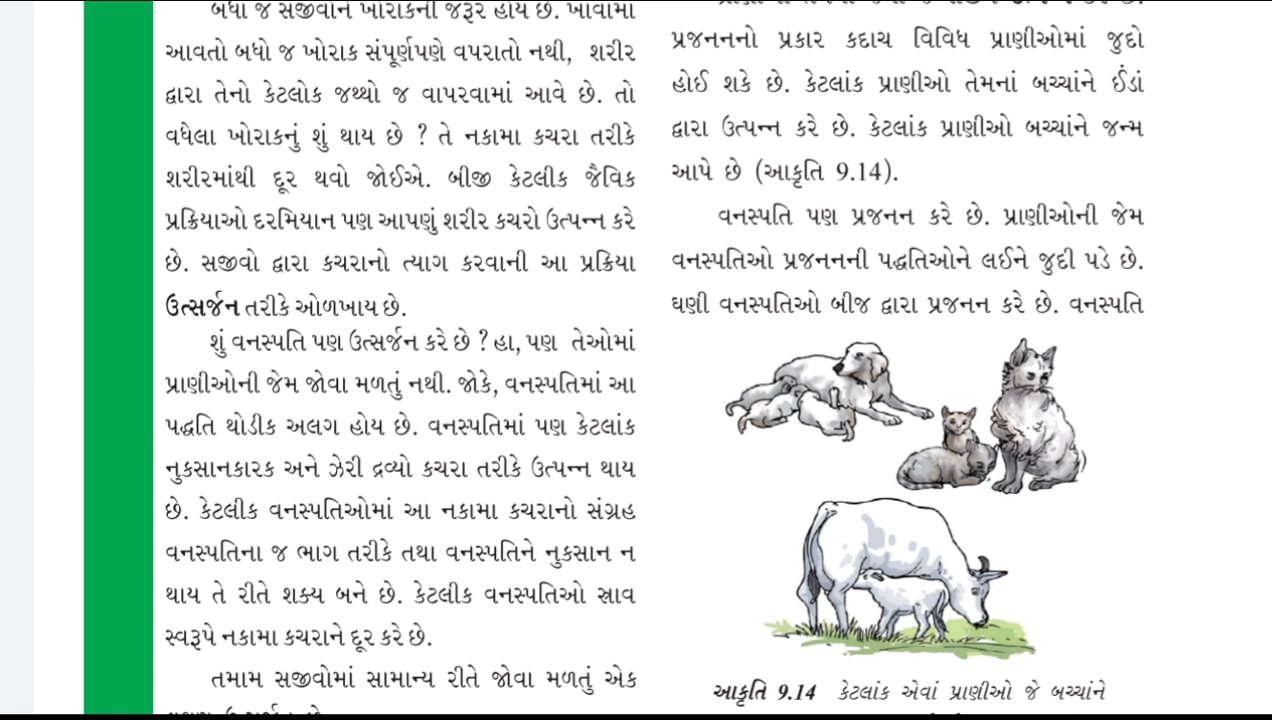 બધા જ સજીવોને ખોરાકની જરૂર હોય છે. ખાવામાં
આવતો બધો જ ખોરાક સંપૂર્ણપણે વપરાતો નથી, શરીર
દ્વારા તેનો કેટલોક જથ્થો જ વાપરવામાં આવે છે. તો
વધેલા ખોરાકનું શું થાય છે ? તે નકામા કચરા તરીકે
શરીરમાંથી દૂર થવો જોઈએ. બીજી કેટલીક જૈવિક
પ્રક્રિયાઓ દરમિયાન પણ આપણું શરીર કચરો ઉત્પન્ન કરે
છે. સજીવો દ્વારા કચરાનો ત્યાગ કરવાની આ પ્રક્રિયા
ઉત્સર્જન તરીકે ઓળખાય છે.
શું વનસ્પતિ પણ ઉત્સર્જન કરે છે ? હા, પણ તેઓમાં
પ્રાણીઓની જેમ જોવા મળતું નથી. જોકે, વનસ્પતિમાં આ
પદ્ધતિ થોડીક અલગ હોય છે. વનસ્પતિમાં પણ કેટલાંક
નુકસાનકારક અને ઝેરી દ્રવ્યો કચરા તરીકે ઉત્પન્ન થાય
છે. કેટલીક વનસ્પતિઓમાં આ નકામા કચરાનો સંગ્રહ
વનસ્પતિના જ ભાગ તરીકે તથા વનસ્પતિને નુકસાન ન
થાય તે રીતે શક્ય બને છે. કેટલીક વનસ્પતિઓ સ્રાવ
સ્વરૂપે નકામા કચરાને દૂર કરે છે.
તમામ સજીવોમાં સામાન્ય રીતે જોવા મળતું એક
પ્રજનનનો પ્રકાર કદાચ વિવિધ પ્રાણીઓમાં જુદો
હોઈ શકે છે. કેટલાંક પ્રાણીઓ તેમનાં બચ્ચાંને ઈંડાં
દ્વારા ઉત્પન્ન કરે છે. કેટલાંક પ્રાણીઓ બચ્ચાંને જન્મ
આપે છે (આકૃતિ 9.14).
વનસ્પતિ પણ પ્રજનન કરે છે. પ્રાણીઓની જેમ
વનસ્પતિઓ પ્રજનનની પદ્ધતિઓને લઈને જુદી પડે છે.
ઘણી વનસ્પતિઓ બીજ દ્વારા પ્રજનન કરે છે. વનસ્પતિ
આકૃતિ 9.14 કેટલાંક એવાં પ્રાણીઓ જે બચ્ચાંને